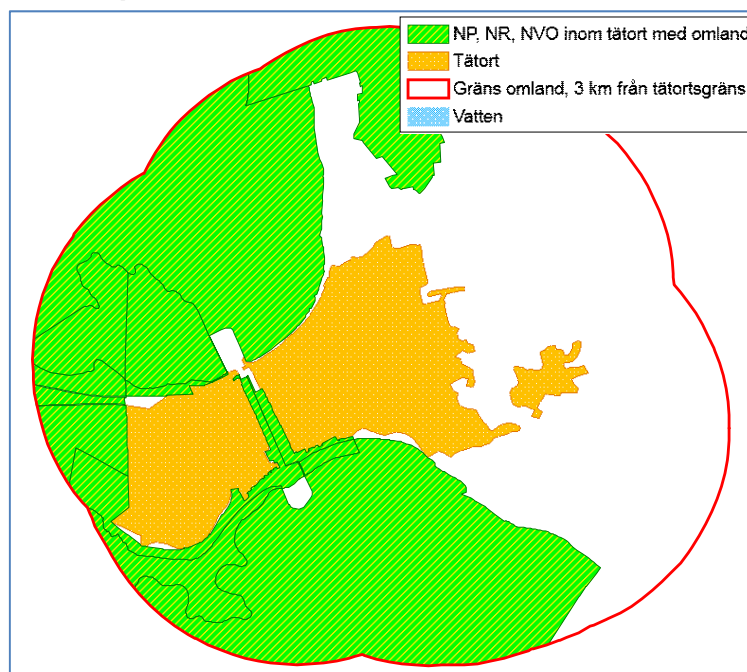 NP, NR, NVO inom tätort med omland
Tätort
Gräns omland, 3 km från tätortsgräns
Vatten